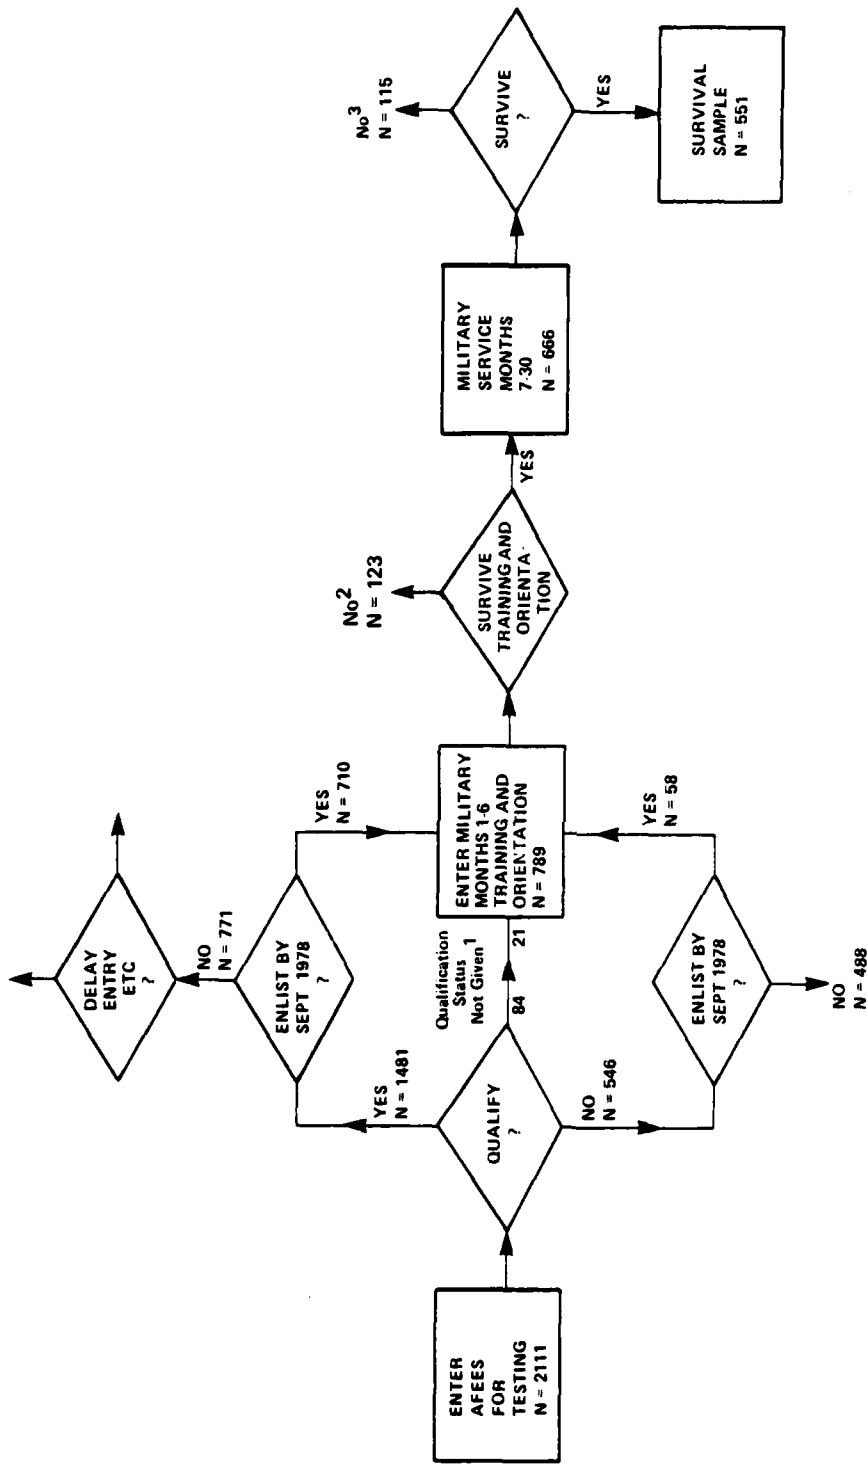 ENTER
AFEES
FOR
TESTING
N = 2111
QUALIFY
?
YES
N = 1481
NO
N = 546
Qualification
Status
Not Given1
84
21
ENLIST BY
SEPT 1978
?
NO
N = 771
YES
N = 710
DELAY
ENTRY
ETC
?
ENLIST BY
SEPT 1978
?
NO
N = 488
YES
N = 58
ENTER MILITARY
MONTHS 1-6
TRAINING AND
ORIENTATION
N = 789
SURVIVE
TRAINING AND
ORIENTA-
TION
No2
N = 123
YES
MILITARY
SERVICE
MONTHS
7-30
N = 666
SURVIVE
?
No3
N = 115
YES
SURVIVAL
SAMPLE
N = 551